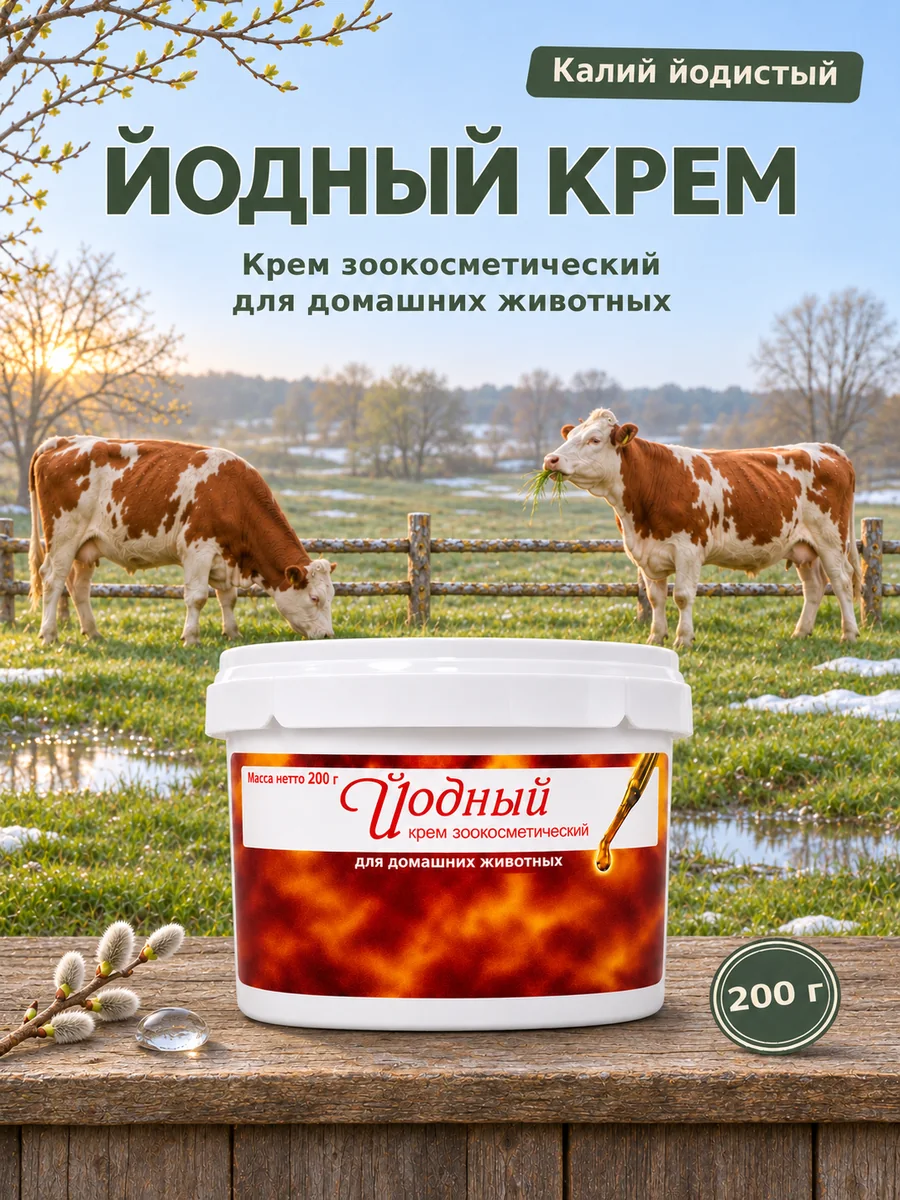 Калий йодистый
ЙОДНЫЙ КРЕМ
Крем зоокосметический
для домашних животных
Масса нетто 200 г
Йодный
крем зоокосметический
для домашних животных
200 г